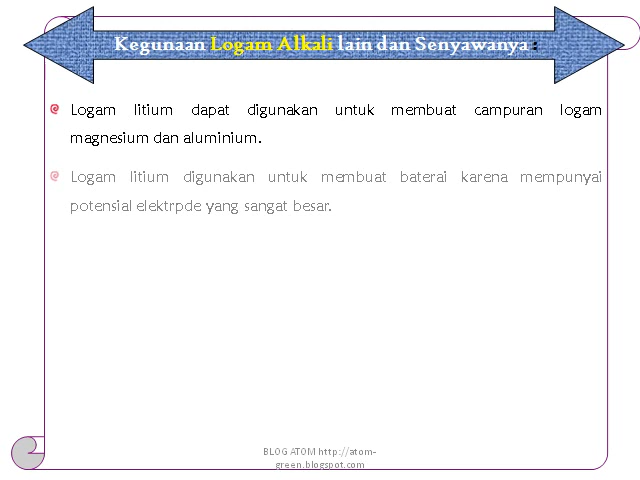 Kegunaan Logam Alkali lain dan Senyawanya :
Logam litium dapat digunakan untuk membuat campuran logam
magnesium dan aluminium.
Logam litium digunakan untuk membuat baterai karena mempunyai
potensial elektrpde yang sangat besar.
BLOG ATOM http://atom-
green.blogspot.com